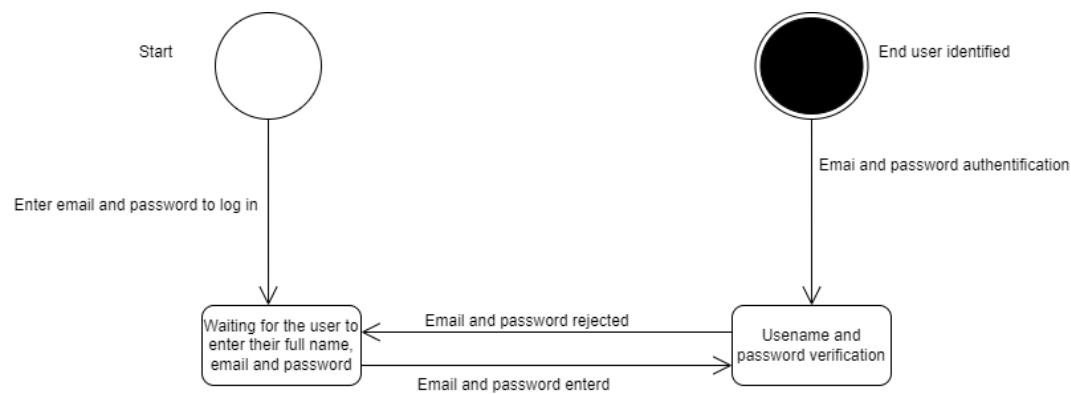 Start
End user identified
Emai and password authentification
Enter email and password to log in
Waiting for the user to
enter their full name,
email and password
Email and password rejected
Usename and
password verification
Email and password enterd